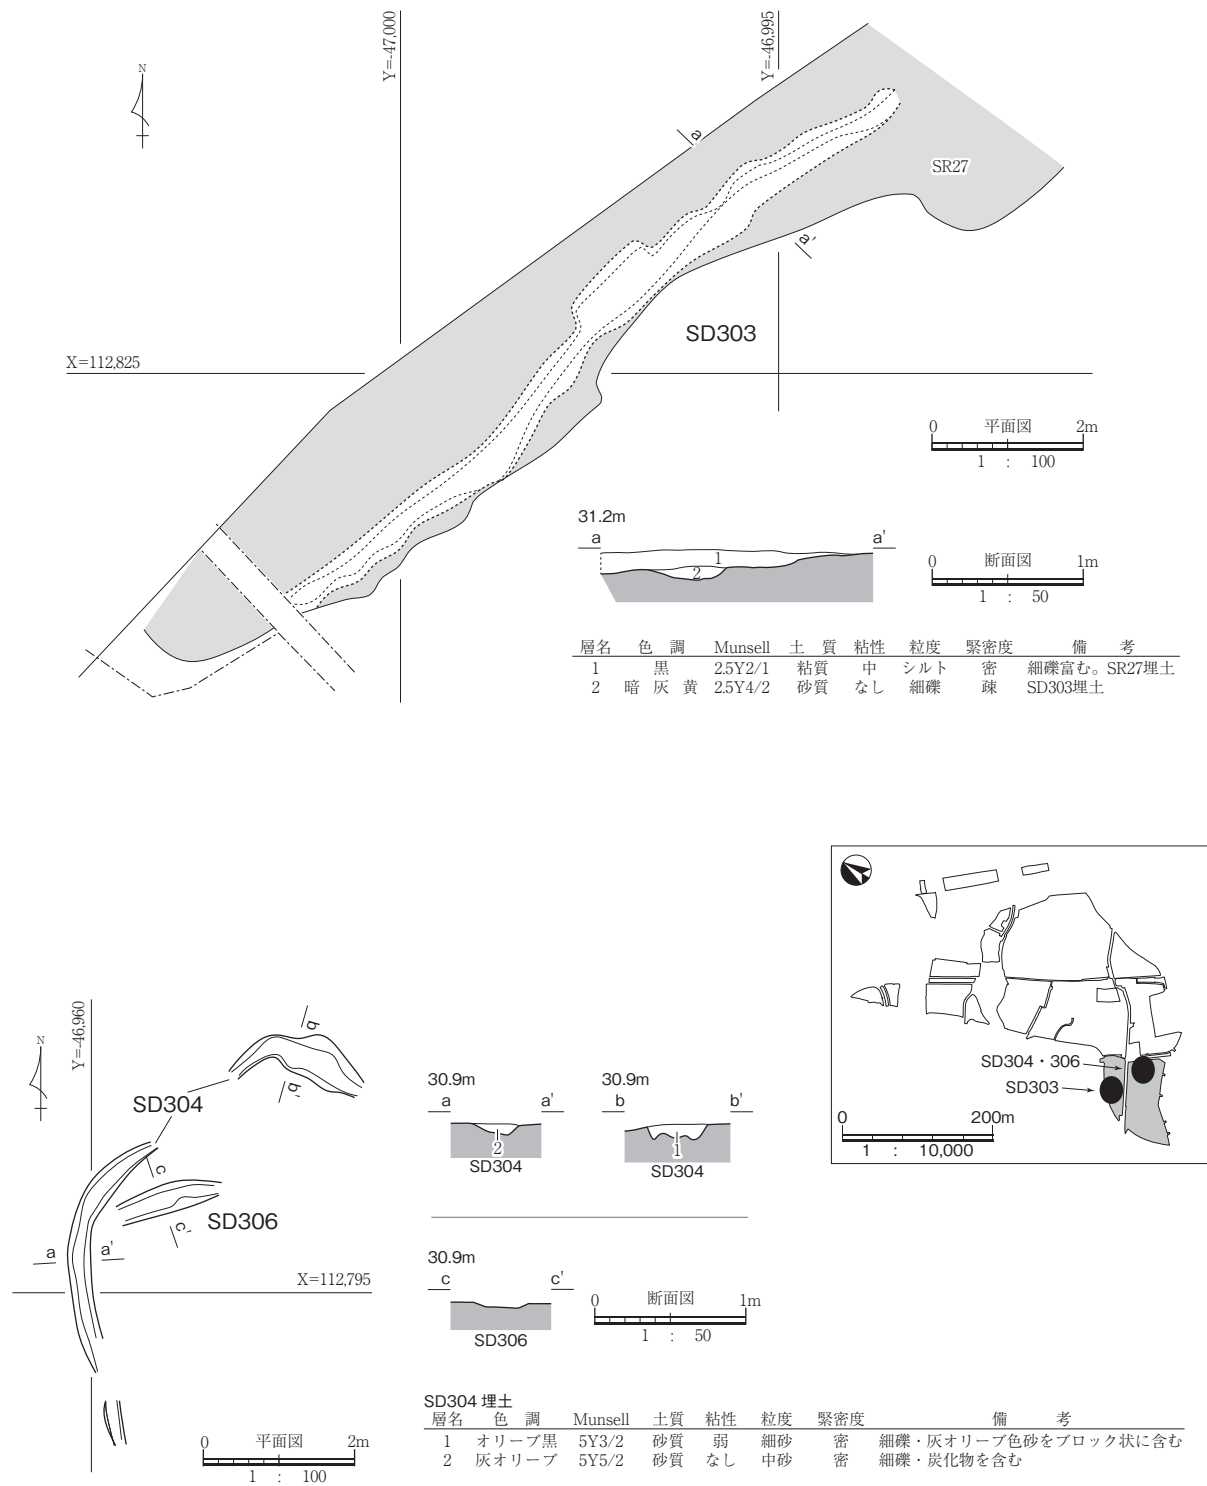 N
Y=-47,000
Y=-46,995
a
SR27
a'
SD303
X=112,825
0 平面図 2m
1 : 100
31.2m
a a'
1
2
0 断面図 1m
1 : 50
層名 色 調 Munsell 土 質 粘性 粒度 緊密度 備 考
1 黒 2.5Y2/1 粘質 中 シルト 密 細礫富む。SR27埋土
2 暗 灰 黄 2.5Y4/2 砂質 なし 細礫 疎 SD303埋土
SD304・306
SD303
0 200m
1 : 10,000
N
Y=-46,960
b
b'
SD304
c
SD306
c'
a a'
X=112,795
0 平面図 2m
1 : 100
30.9m
a a'
2
SD304
30.9m
b b'
1
SD304
30.9m
c c'
SD306
0 断面図 1m
1 : 50
SD304 埋土
層名 色 調 Munsell 土質 粘性 粒度 緊密度 備 考
1 オリーブ黒 5Y3/2 砂質 弱 細砂 密 細礫・灰オリーブ色砂をブロック状に含む
2 灰オリーブ 5Y5/2 砂質 なし 中砂 密 細礫・炭化物を含む